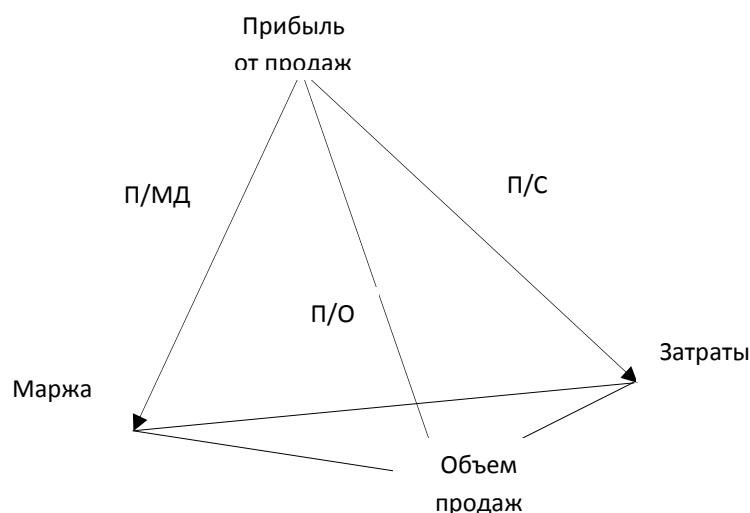 Прибыль
от продаж
П/МД
П/С
П/О
Затраты
Маржа
Объем
продаж